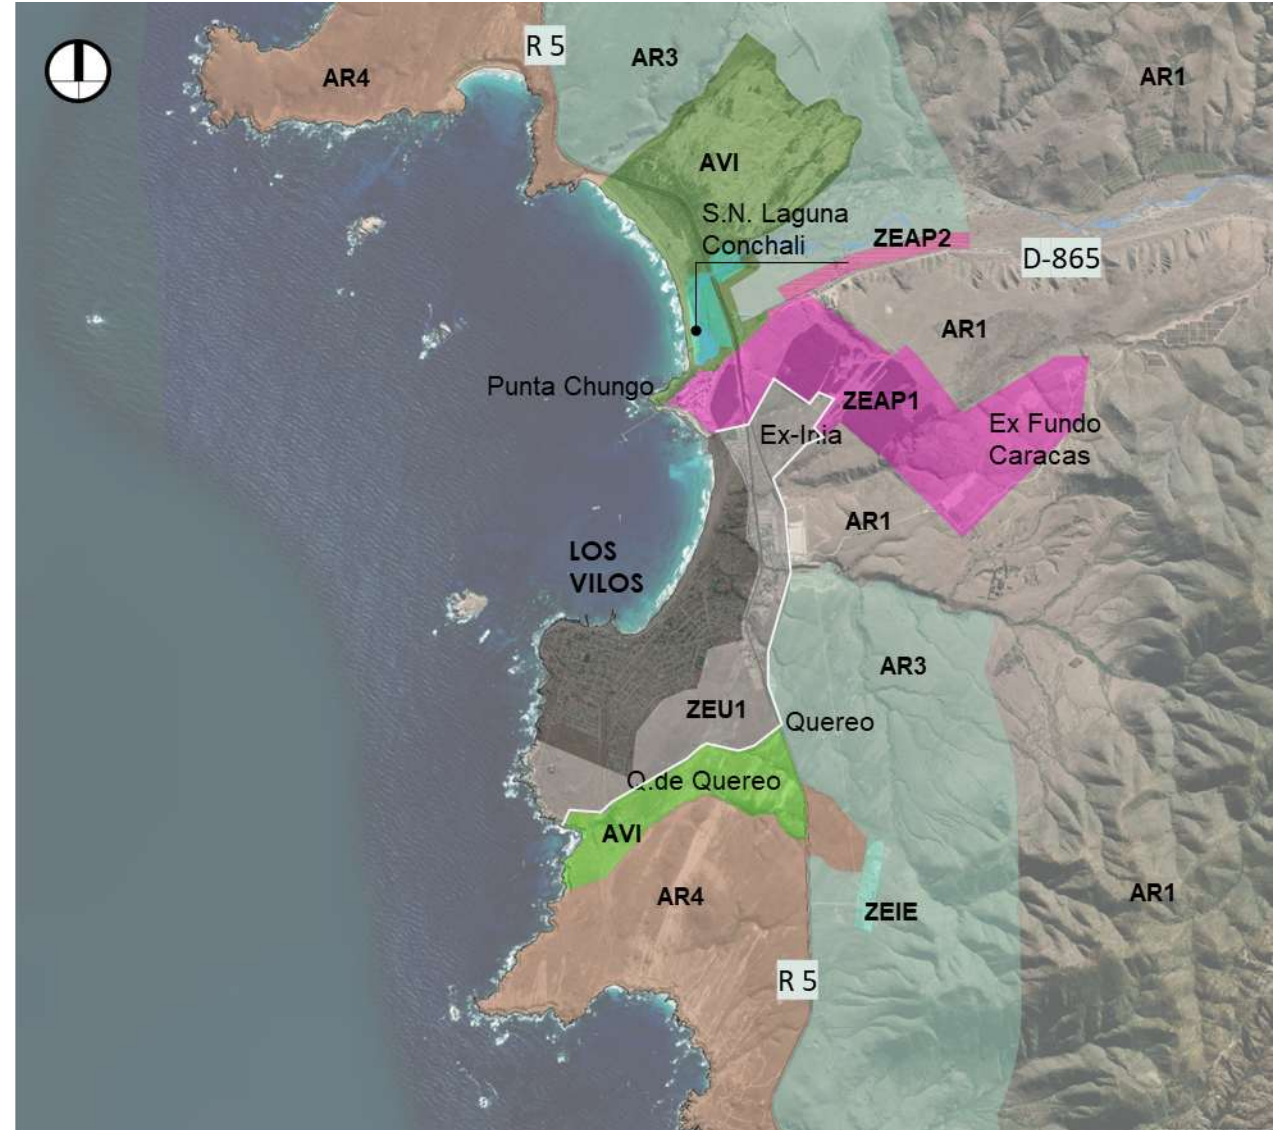 R 5
AR3
AR4
AR1
AVI
S.N. Laguna
Conchali
ZEAP2
D-865
AR1
Punta Chungo
ZEAP1
Ex-Inia
Ex Fundo
Caracas
AR1
LOS
VILOS
AR3
ZEU1
Quereo
Q.de Quereo
AVI
AR4
ZEIE
AR1
R 5